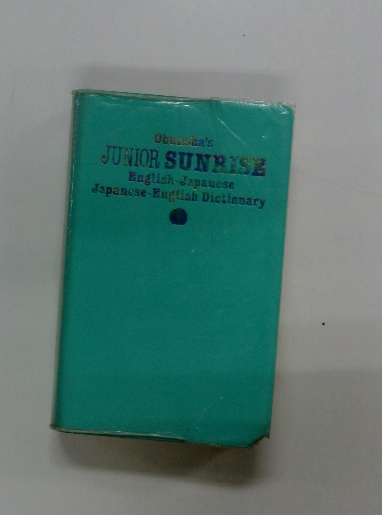 Obunsha's
JUNIOR SUNRISE
English-Japanese
Japanese-English Dictionary